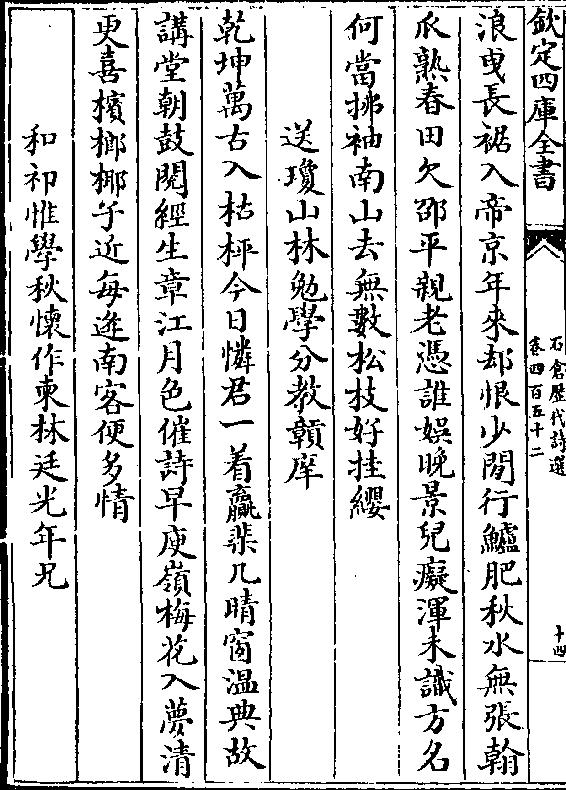 欽定四庫全書
石倉歷代詩選
卷四百五十二
十四
浪曳長裾入帝京年來却恨少閒行鱸肥秋水無張翰
瓜熟春田欠邵平親老憑誰娛晚景兒癡渾未識方名
何當拂袖南山去無數松枝好挂纓
送瓊山林勉學分教贛庠
乾坤萬古入枯枰今日憐君一着贏棐几晴窗温典故
講堂朝鼓閱經生章江月色催詩早庾嶺梅花入夢清
更喜檳榔椰子近每逢南客便多情
和祁惟學秋懷作柬林廷光年兄